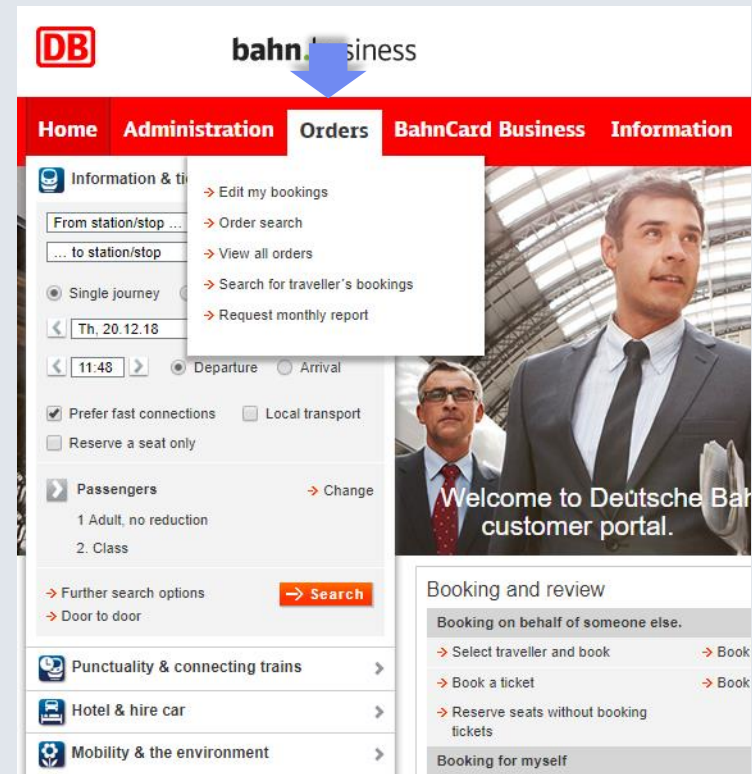 DB
bahn.business
Home Administration Orders BahnCard Business Information
Information & ti
→ Edit my bookings
→ Order search
→ View all orders
→ Search for traveller´s bookings
→ Request monthly report
From station/stop ...
... to station/stop
Single journey
Th, 20.12.18
11:48 Departure Arrival
Prefer fast connections Local transport
Reserve a seat only
Passengers → Change
1 Adult, no reduction
2. Class
→ Further search options → Search
→ Door to door
Punctuality & connecting trains
Hotel & hire car
Mobility & the environment
Welcome to Deutsche Bah
customer portal.
Booking and review
Booking on behalf of someone else.
→ Select traveller and book → Book
→ Book a ticket → Book
→ Reserve seats without booking
tickets
Booking for myself